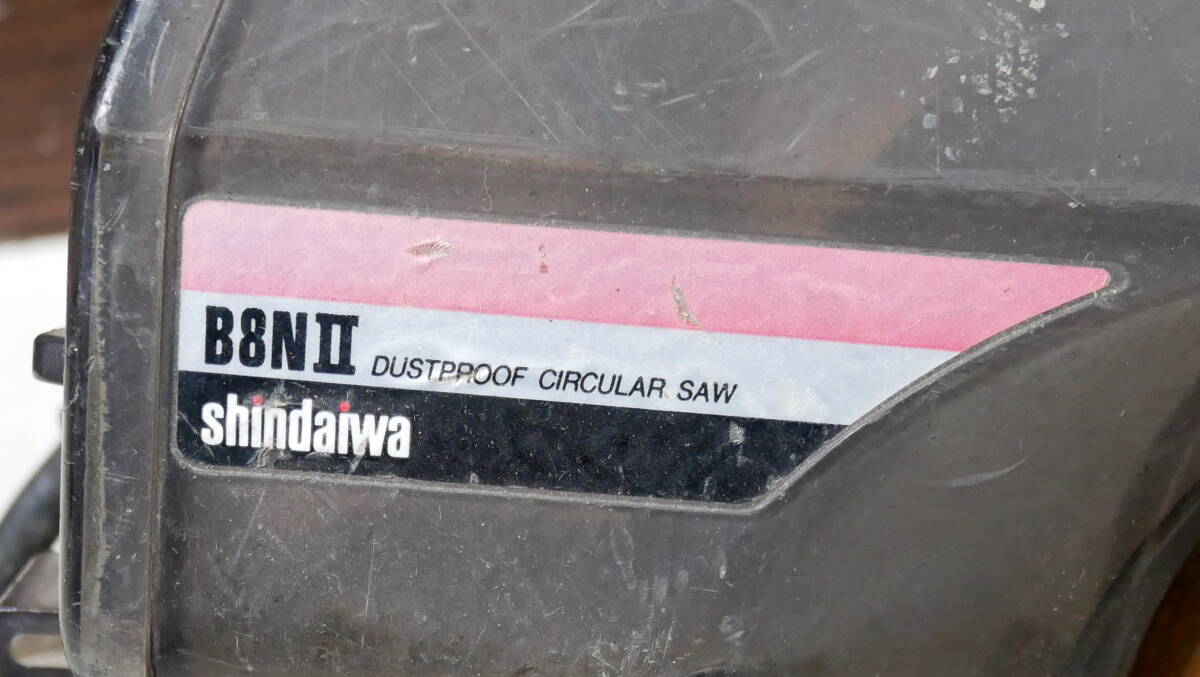 B8NII DUSTPROOF CIRCULAR SAW
shindaiwa